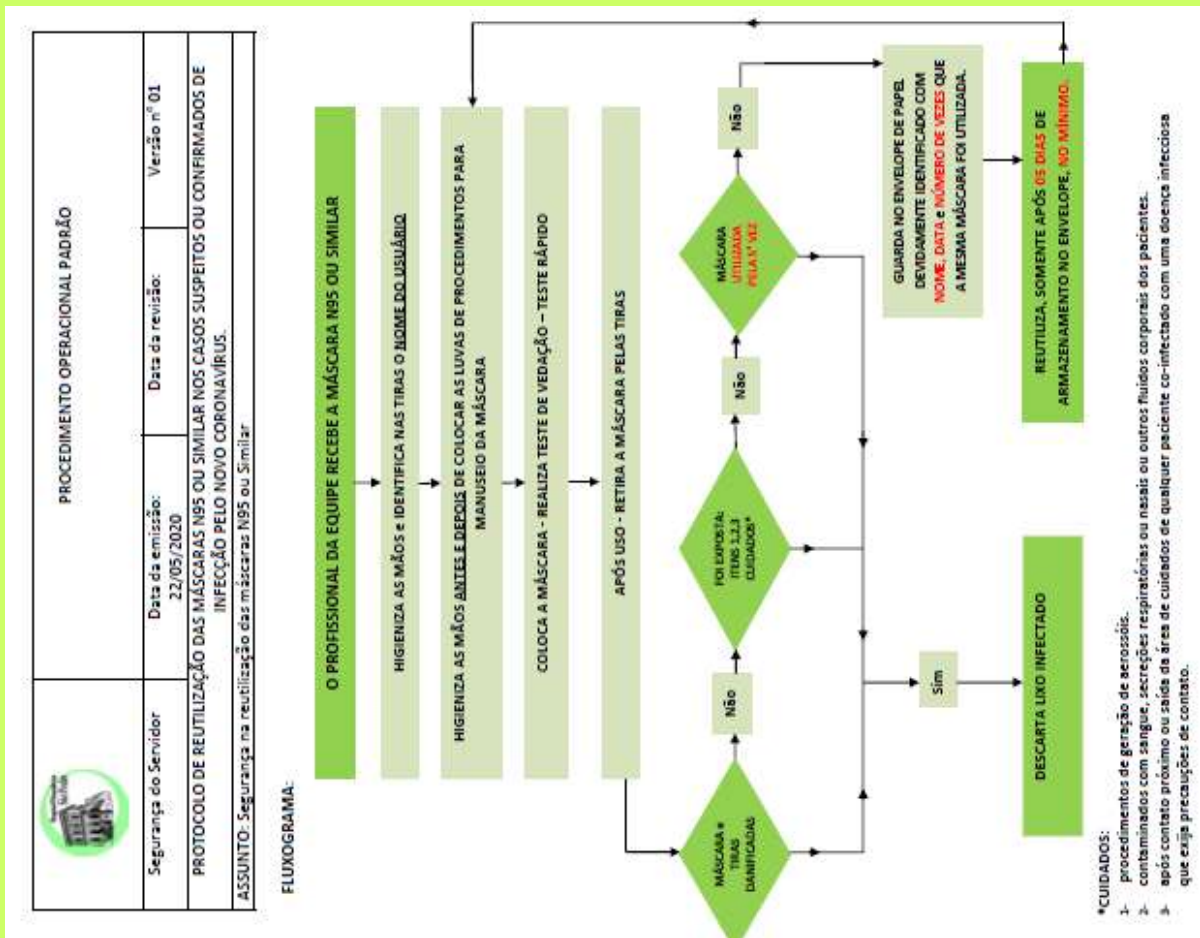 PROCEDIMENTO OPERACIONAL PADRÃO
Segurança do Servidor
Data da emissão:
22/05/2020
Data da revisão:
Versão n° 01
PROTOCOLO DE REUTILIZAÇÃO DAS MÁSCARAS N95 OU SIMILAR NOS CASOS SUSPEITOS OU CONFIRMADOS DE
INFECÇÃO PELO NOVO CORONAVÍRUS.
ASSUNTO: Segurança na reutilização das máscaras N95 ou Similar
FLUXOGRAMA:
O PROFISSIONAL DA EQUIPE RECEBE A MÁSCARA N95 OU SIMILAR
HIGIENIZA AS MÃOS e IDENTIFICA NAS TIRAS O NOME DO USUÁRIO
HIGIENIZA AS MÃOS ANTES E DEPOIS DE COLOCAR AS LUVAS DE PROCEDIMENTOS PARA
MANUSEIO DA MÁSCARA
COLOCA A MÁSCARA - REALIZA TESTE DE VEDAÇÃO – TESTE RÁPIDO
APÓS USO - RETIRA A MÁSCARA PELAS TIRAS
MÁSCARA e
TIRAS
DANIFICADAS
Não
FOI EXPOSTA:
ITENS 1,2,3
CUIDADOS*
Não
MÁSCARA
UTILIZADA
PELA 5ª VEZ
Não
GUARDA NO ENVELOPE DE PAPEL
DEVIDAMENTE IDENTIFICADO COM
NOME, DATA e NÚMERO DE VEZES QUE
A MESMA MÁSCARA FOI UTILIZADA.
Sim
DESCARTA LIXO INFECTADO
REUTILIZA, SOMENTE APÓS 05 DIAS DE
ARMAZENAMENTO NO ENVELOPE, NO MÍNIMO.
*CUIDADOS:
1- procedimentos de geração de aerossóis.
2- contaminados com sangue, secreções respiratórias ou nasais ou outros fluidos corporais dos pacientes.
3- após contato próximo ou saída da área de cuidados de qualquer paciente co-infectado com uma doença infecciosa
que exija precauções de contato.